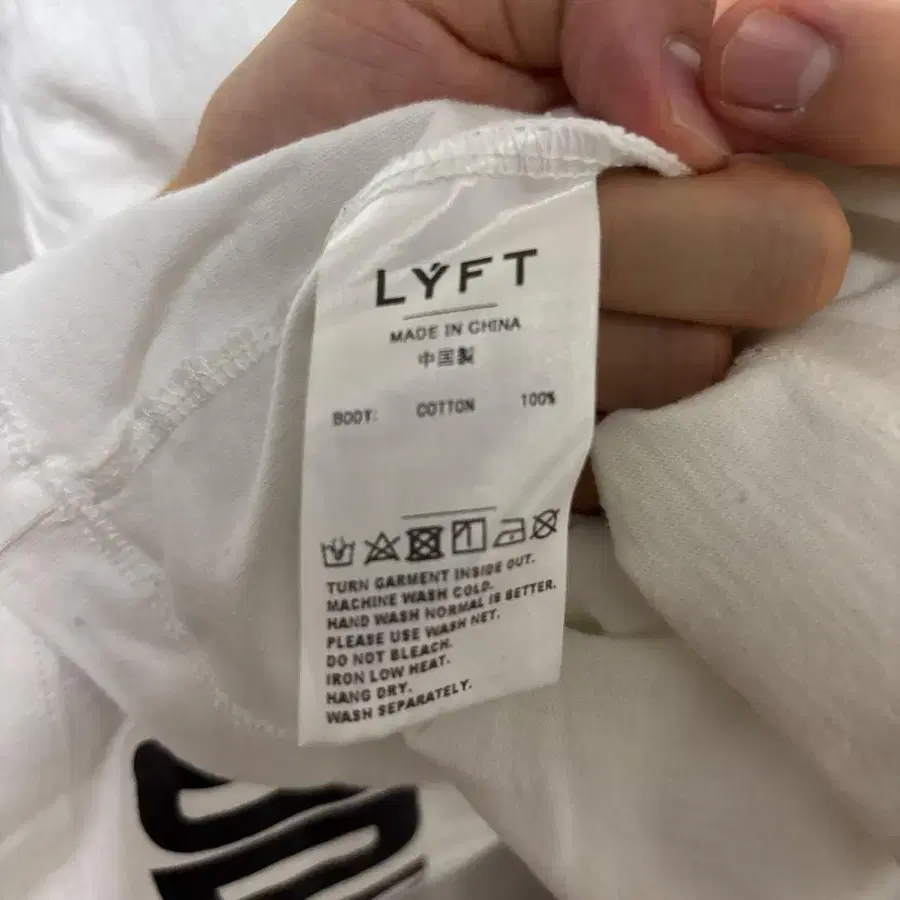 LÝFT
MADE IN CHINA
中国製
BODY: COTTON 100%
TURN GARMENT INSIDE OUT.
MACHINE WASH COLD.
HAND WASH NORMAL IS BETTER.
PLEASE USE WASH NET.
DO NOT BLEACH.
IRON LOW HEAT.
HANG DRY.
WASH SEPARATELY.